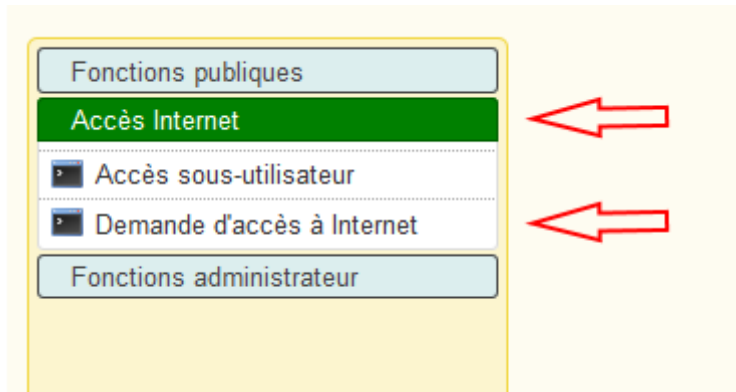 Fonctions publiques
Accès Internet
Accès sous-utilisateur
Demande d'accès à Internet
Fonctions administrateur